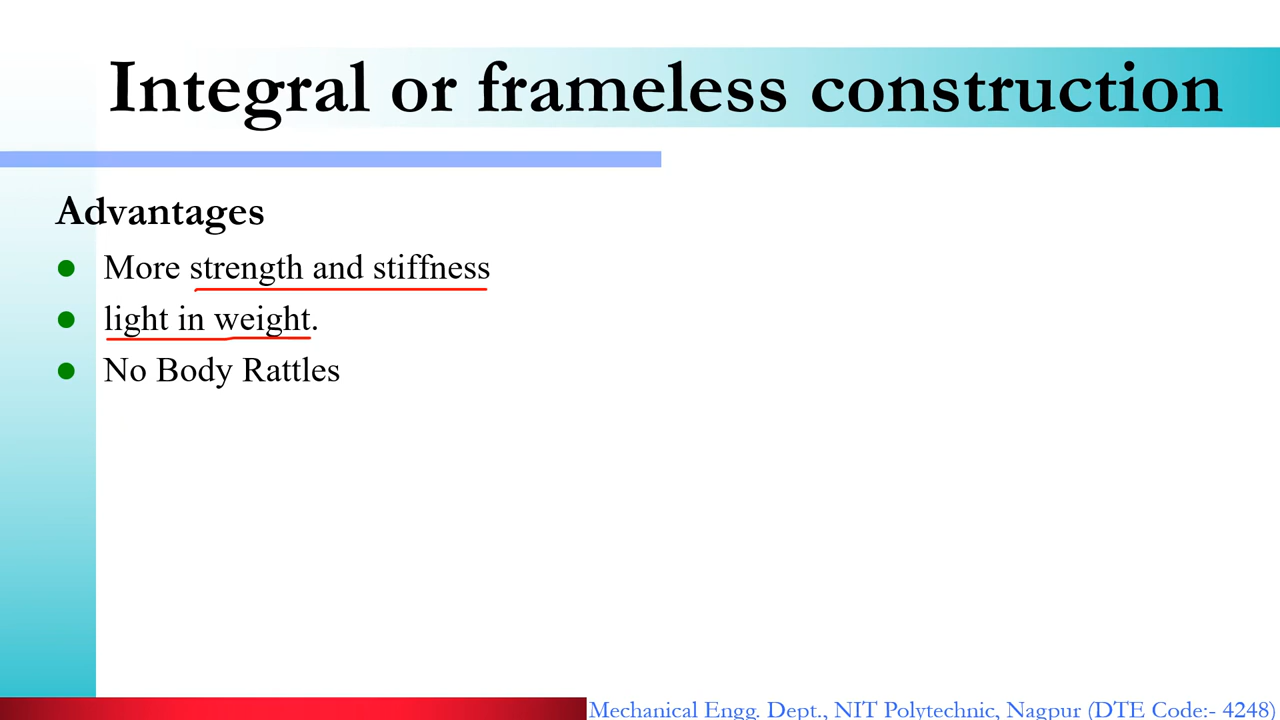 Integral or frameless construction
Advantages
More strength and stiffness
light in weight.
No Body Rattles
Mechanical Engg. Dept., NIT Polytechnic, Nagpur (DTE Code:- 4248)